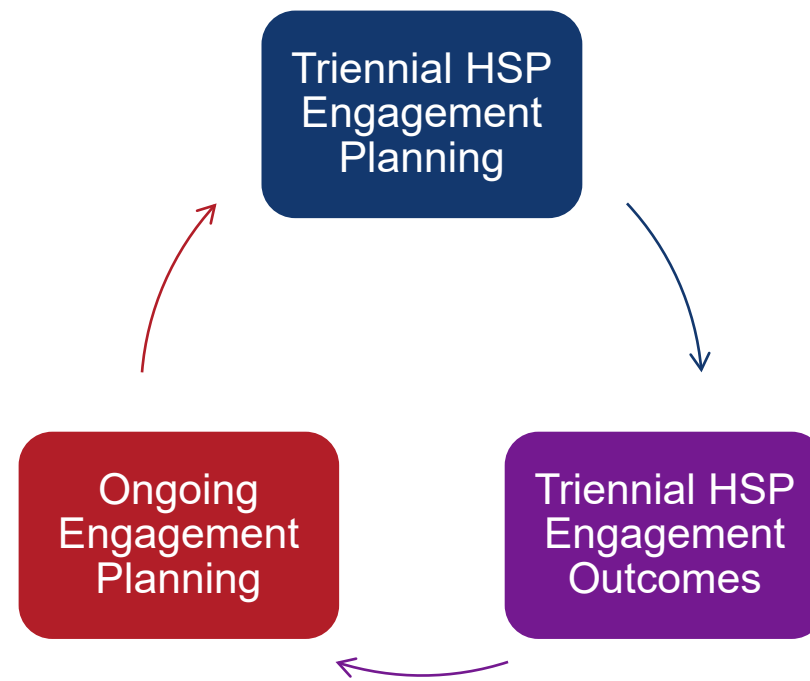 Triennial HSP
Engagement
Planning
Ongoing
Engagement
Planning
Triennial HSP
Engagement
Outcomes